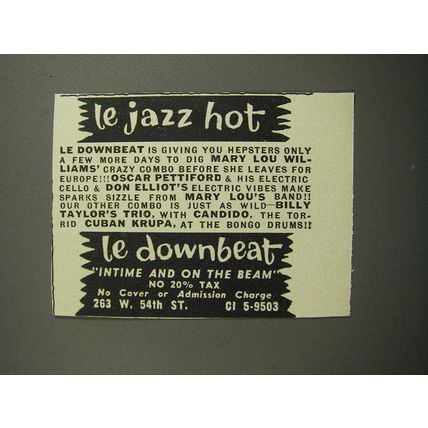 le jazz hot
LE DOWNBEAT IS GIVING YOU HEPSTERS ONLY
A FEW MORE DAYS TO DIG MARY LOU WIL-
LIAMS' CRAZY COMBO BEFORE SHE LEAVES FOR
EUROPE!!! OSCAR PETTIFORD & HIS ELECTRIC
CELLO & DON ELLIOT'S ELECTRIC VIBES MAKE
SPARKS SIZZLE FROM MARY LOU'S BAND!!
OUR OTHER COMBO IS JUST AS WILD—BILLY
TAYLOR'S TRIO, WITH CANDIDO, THE TOR-
RID CUBAN KRUPA, AT THE BONGO DRUMS!!
le downbeat
"INTIME AND ON THE BEAM"
NO 20% TAX
No Cover or Admission Charge
263 W. 54th ST. CI 5-9503